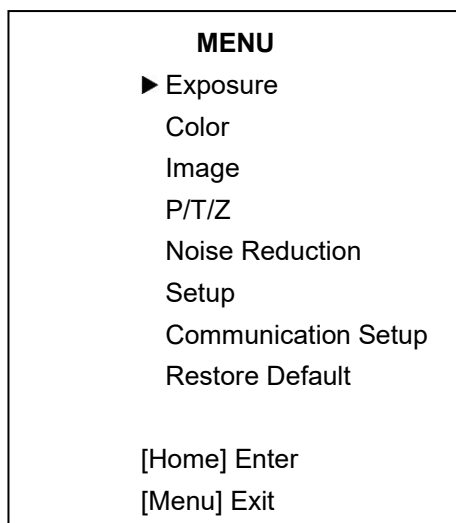 MENU
▶ Exposure
Color
Image
P/T/Z
Noise Reduction
Setup
Communication Setup
Restore Default
[Home] Enter
[Menu] Exit